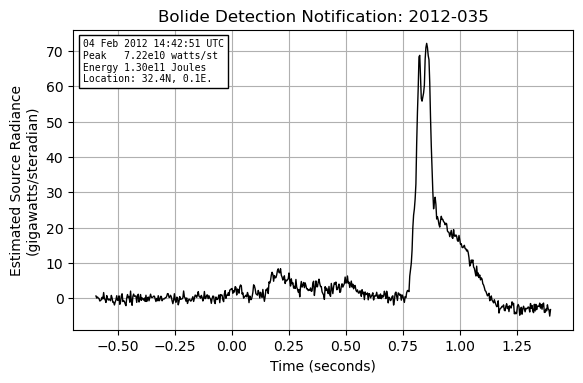 Bolide Detection Notification: 2012-035
04 Feb 2012 14:42:51 UTC
Peak   7.22e10 watts/st
Energy 1.30e11 Joules
Location: 32.4N, 0.1E.
Estimated Source Radiance
(gigawatts/steradian)
70
60
50
40
30
20
10
0
−0.50 −0.25 0.00 0.25 0.50 0.75 1.00 1.25
Time (seconds)